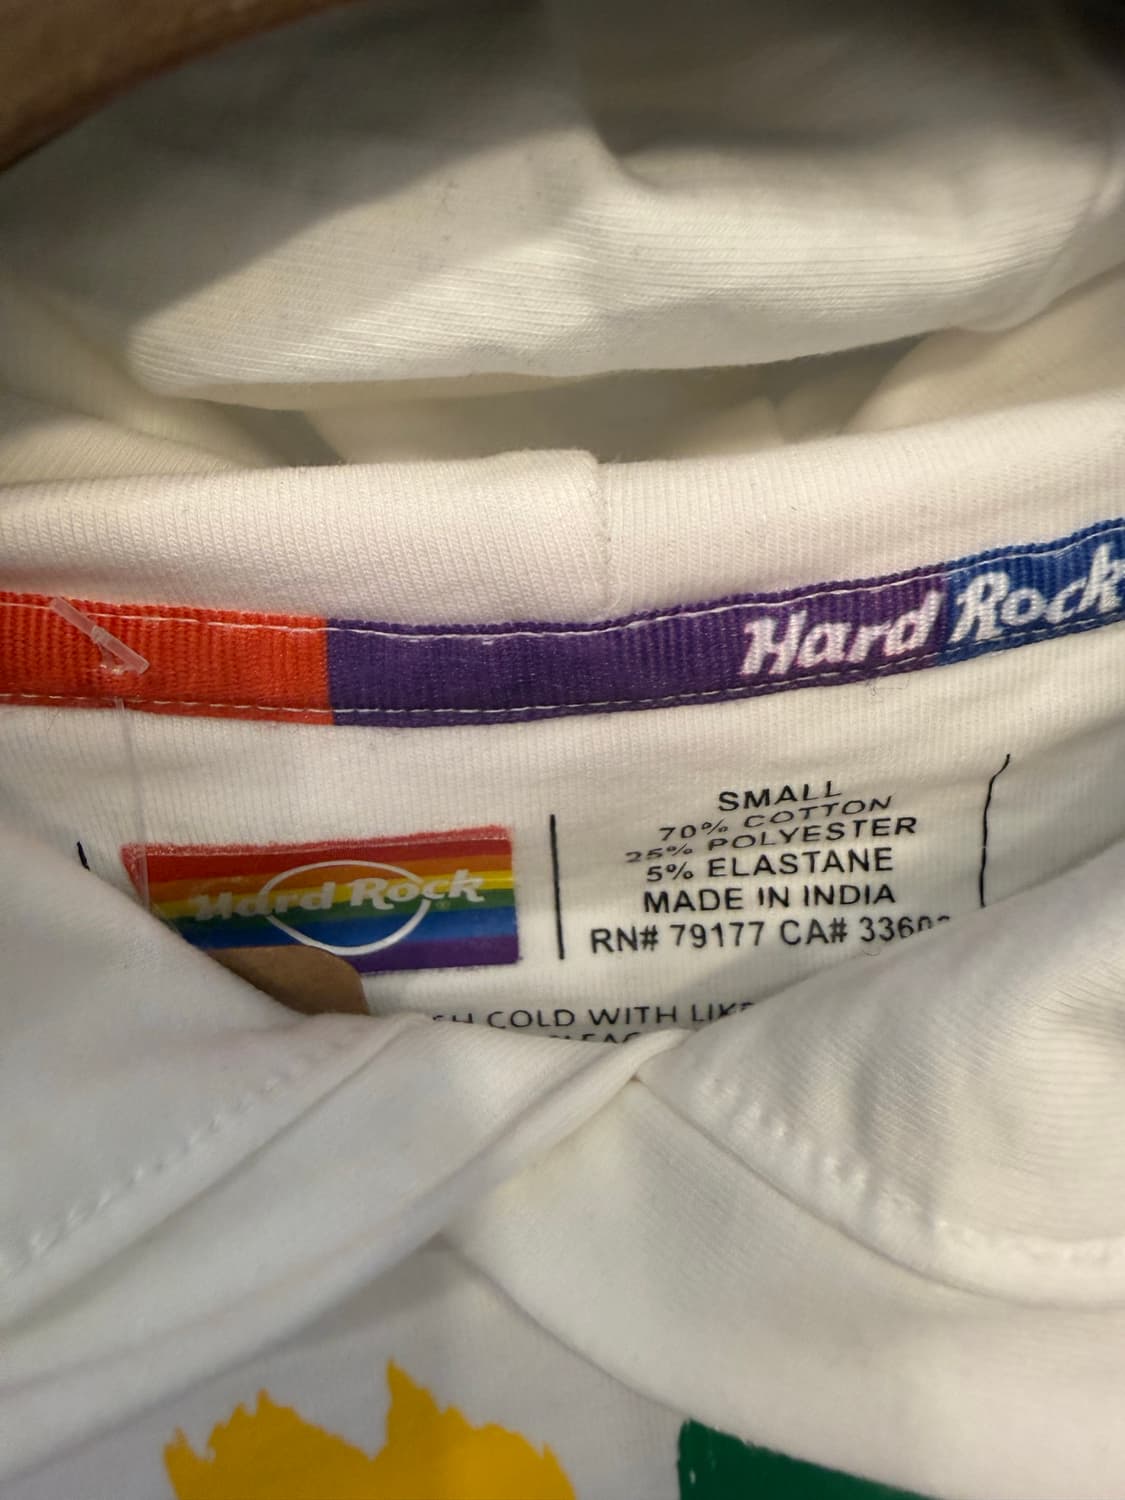 Hard Rock
Hard Rock
SMALL
70% COTTON
25% POLYESTER
5% ELASTANE
MADE IN INDIA
RN# 79177 CA#
COLD WITH